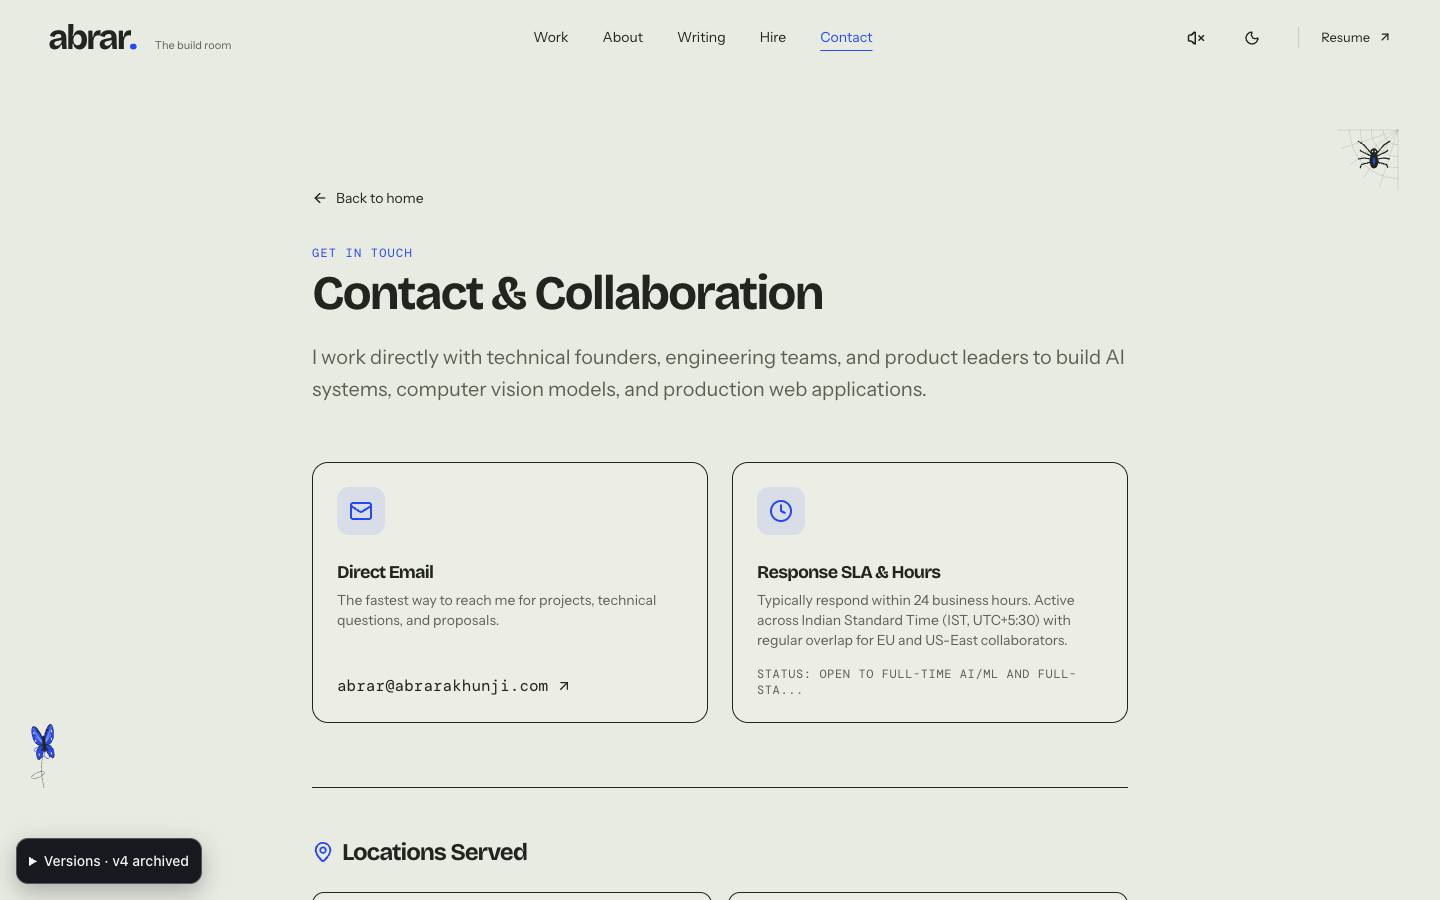 abrar. The build room
Work About Writing Hire Contact
Resume
Back to home
GET IN TOUCH
Contact & Collaboration
I work directly with technical founders, engineering teams, and product leaders to build AI
systems, computer vision models, and production web applications.
Direct Email
The fastest way to reach me for projects, technical
questions, and proposals.
abrar@abrarakhunji.com
Response SLA & Hours
Typically respond within 24 business hours. Active
across Indian Standard Time (IST, UTC+5:30) with
regular overlap for EU and US-East collaborators.
STATUS: OPEN TO FULL-TIME AI/ML AND FULL-
STA...
Locations Served
Versions · v4 archived